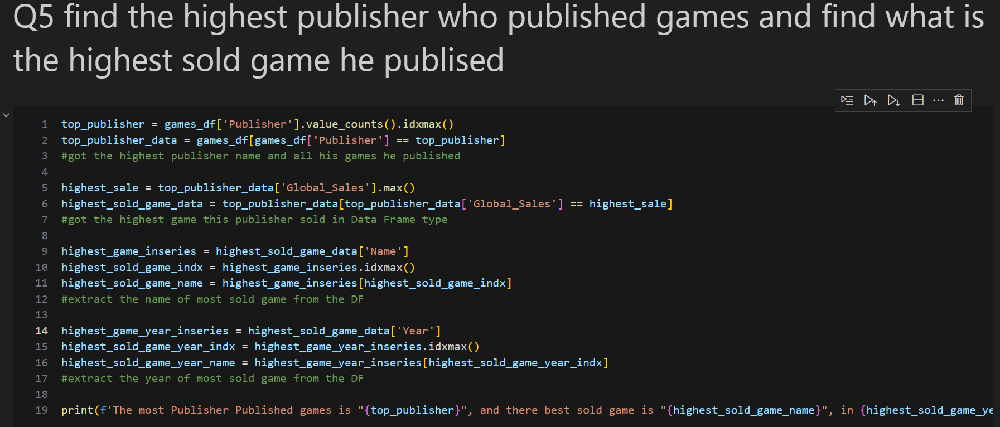 Q5 find the highest publisher who published games and find what is
the highest sold game he publised
1 top_publisher = games_df['Publisher'].value_counts().idxmax()
2 top_publisher_data = games_df[games_df['Publisher'] == top_publisher]
3 #got the highest publisher name and all his games he published
4
5 highest_sale = top_publisher_data['Global_Sales'].max()
6 highest_sold_game_data = top_publisher_data[top_publisher_data['Global_Sales'] == highest_sale]
7 #got the highest game this publisher sold in Data Frame type
8
9 highest_game_inseries = highest_sold_game_data['Name']
10 highest_sold_game_indx = highest_game_inseries.idxmax()
11 highest_sold_game_name = highest_game_inseries[highest_sold_game_indx]
12 #extract the name of most sold game from the DF
13
14 highest_game_year_inseries = highest_sold_game_data['Year']
15 highest_sold_game_year_indx = highest_game_year_inseries.idxmax()
16 highest_sold_game_year_name = highest_game_year_inseries[highest_sold_game_year_indx]
17 #extract the year of most sold game from the DF
18
19 print(f'The most Publisher Published games is "{top_publisher}", and there best sold game is "{highest_sold_game_name}", in {highest_sold_game_ye